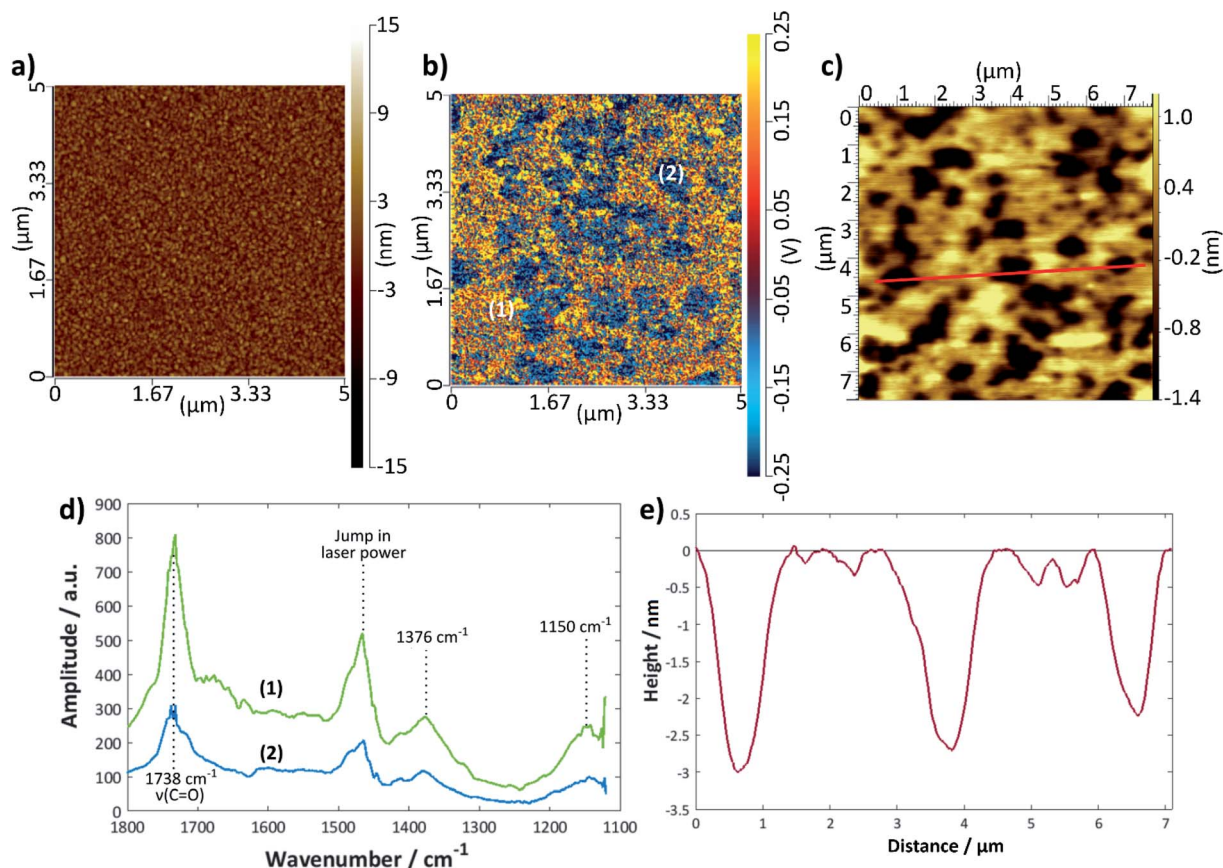 a)
5
3.33
(µm)
1.67
0
0
1.67
(µm)
3.33
5
15
9
3
(nm)
-3
-9
-15
b)
5
3.33
(µm)
1.67
0
0
1.67
(µm)
3.33
5
(2)
(1)
0.25
0.15
0.05
(V)
-0.05
-0.15
-0.25
c)
(µm)
0 1 2 3 4 5 6 7
0
1
2
3
(µm)
4
5
6
7
1.0
0.4
-0.2
(nm)
-0.8
-1.4
d)
Amplitude / a.u.
900
800
700
600
500
400
300
200
100
0
1800 1700 1600 1500 1400 1300 1200 1100
Wavenumber / cm⁻¹
Jump in
laser power
1376 cm⁻¹
1150 cm⁻¹
(1)
(2)
1738 cm⁻¹
ν(C=O)
e)
Height / nm
0.5
0
-0.5
-1
-1.5
-2
-2.5
-3
-3.5
0 1 2 3 4 5 6 7
Distance / µm